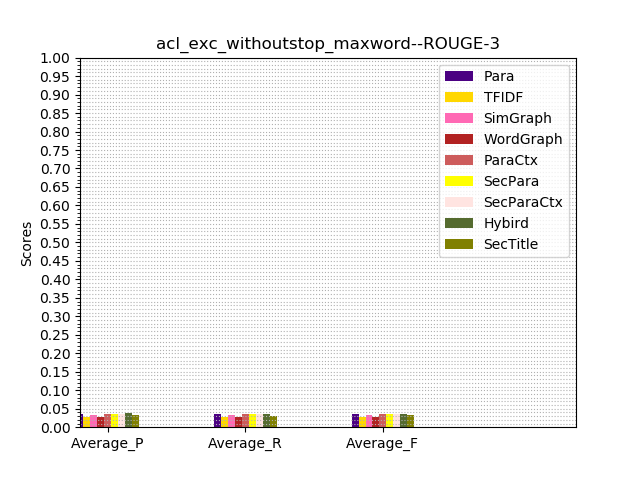 acl_exc_withoutstop_maxword--ROUGE-3
1.00
0.95
0.90
0.85
0.80
0.75
0.70
0.65
0.60
0.55
0.50
0.45
0.40
0.35
0.30
0.25
0.20
0.15
0.10
0.05
0.00
Scores
Para
TFIDF
SimGraph
WordGraph
ParaCtx
SecPara
SecParaCtx
Hybird
SecTitle
Average_P
Average_R
Average_F